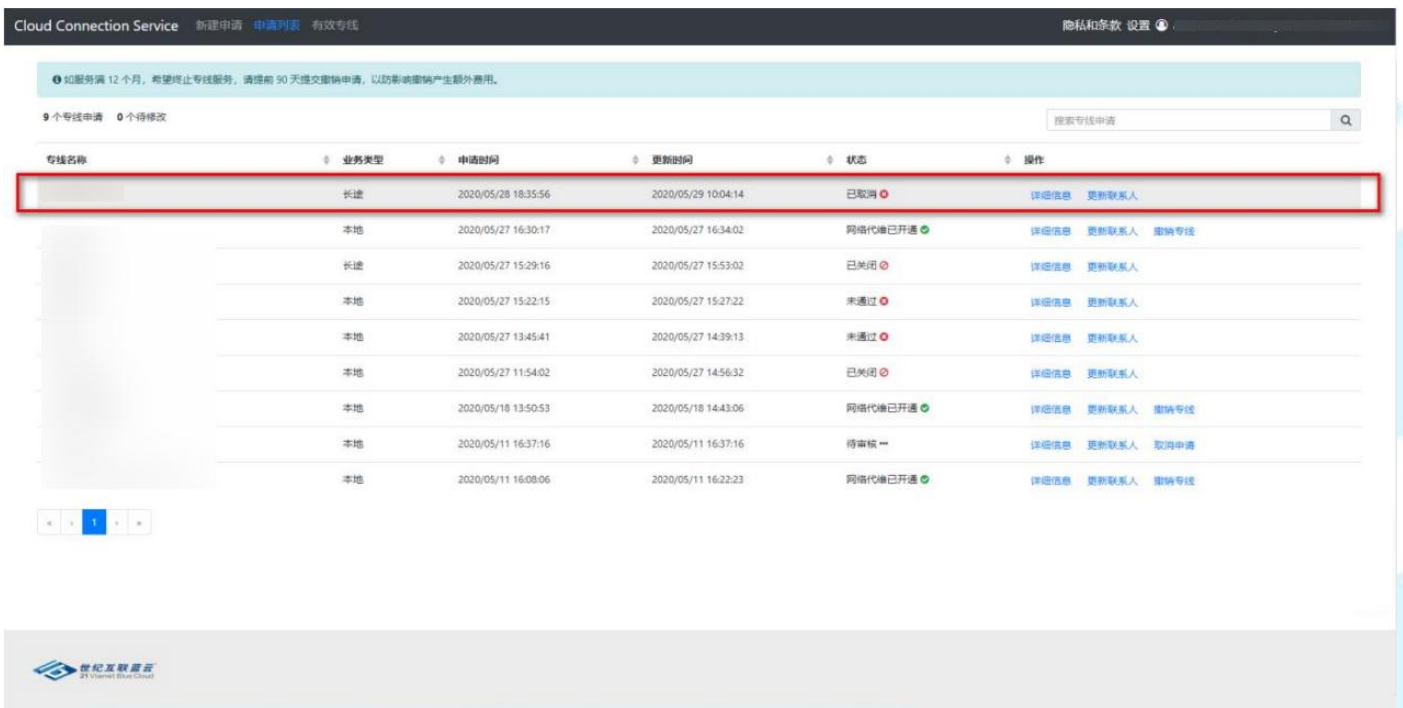 Cloud Connection Service 新建申请 申请列表 有效专线 隐私和条款 设置
如服务满 12 个月，希望终止专线服务，请提前 90 天提交撤销申请，以防影响撤销产生额外费用。
9 个专线申请 0 个待修改 搜索专线申请
专线名称 业务类型 申请时间 更新时间 状态 操作
长途 2020/05/28 18:35:56 2020/05/29 10:04:14 已取消 详细信息 更新联系人
本地 2020/05/27 16:30:17 2020/05/27 16:34:02 网络代维已开通 详细信息 更新联系人 撤销专线
长途 2020/05/27 15:29:16 2020/05/27 15:53:02 已关闭 详细信息 更新联系人
本地 2020/05/27 15:22:15 2020/05/27 15:27:22 未通过 详细信息 更新联系人
本地 2020/05/27 13:45:41 2020/05/27 14:39:13 未通过 详细信息 更新联系人
本地 2020/05/27 11:54:02 2020/05/27 14:56:32 已关闭 详细信息 更新联系人
本地 2020/05/18 13:50:53 2020/05/18 14:43:06 网络代维已开通 详细信息 更新联系人 撤销专线
本地 2020/05/11 16:37:16 2020/05/11 16:37:16 待审核 ••• 详细信息 更新联系人 取消申请
本地 2020/05/11 16:08:06 2020/05/11 16:22:23 网络代维已开通 详细信息 更新联系人 撤销专线
« ‹ 1 › »
世纪互联蓝云
21 Vianet Blue Cloud